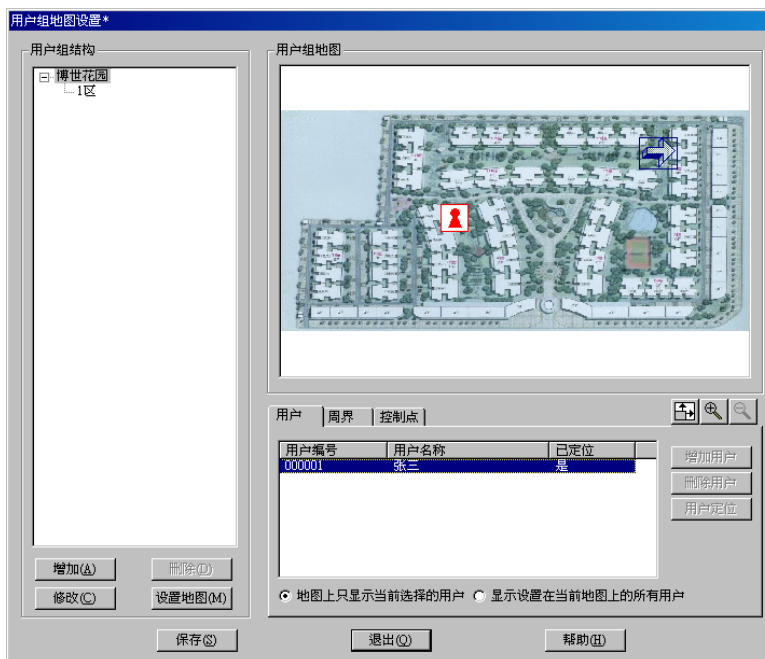 用户组地图设置*
用户组结构
博世花园
1区
增加(A)
删除(D)
修改(C)
设置地图(M)
用户组地图
用户 周界 控制点
用户编号 用户名称 已定位
000001 张三 是
增加用户
删除用户
用户定位
地图上只显示当前选择的用户 显示设置在当前地图上的所有用户
保存(S) 退出(Q) 帮助(H)